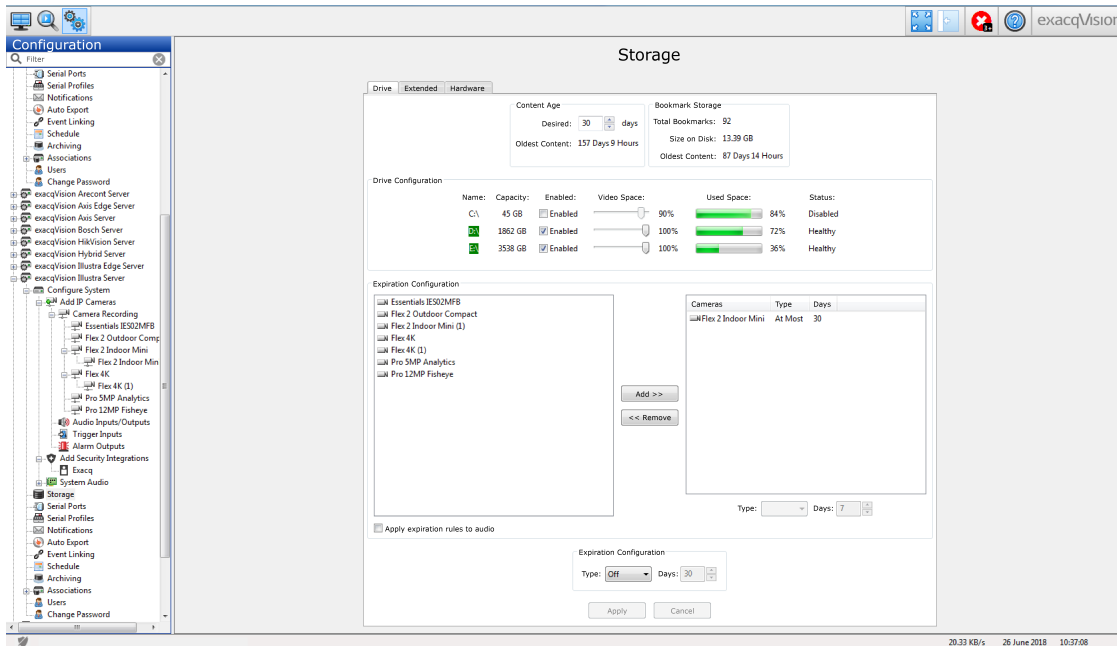 exacqVision
Configuration
Filter
Serial Ports
Serial Profiles
Notifications
Auto Export
Event Linking
Schedule
Archiving
Associations
Users
Change Password
exacqVision Arecont Server
exacqVision Axis Edge Server
exacqVision Axis Server
exacqVision Bosch Server
exacqVision HikVision Server
exacqVision Hybrid Server
exacqVision Illustra Edge Server
exacqVision Illustra Server
Configure System
Add IP Cameras
Camera Recording
Essentials IES02MFB
Flex 2 Outdoor Comp
Flex 2 Indoor Mini
Flex 2 Indoor Min
Flex 4K
Flex 4K (1)
Pro 5MP Analytics
Pro 12MP Fisheye
Audio Inputs/Outputs
Trigger Inputs
Alarm Outputs
Add Security Integrations
Exacq
System Audio
Storage
Serial Ports
Serial Profiles
Notifications
Auto Export
Event Linking
Schedule
Archiving
Associations
Users
Change Password
Storage
Drive Extended Hardware
Content Age
Desired: 30 days
Oldest Content: 157 Days 9 Hours
Bookmark Storage
Total Bookmarks: 92
Size on Disk: 13.39 GB
Oldest Content: 87 Days 14 Hours
Drive Configuration
Name: Capacity: Enabled: Video Space: Used Space: Status:
C:\ 45 GB Enabled 90% 84% Disabled
D:\ 1862 GB Enabled 100% 72% Healthy
E:\ 3538 GB Enabled 100% 36% Healthy
Expiration Configuration
Essentials IES02MFB
Flex 2 Outdoor Compact
Flex 2 Indoor Mini (1)
Flex 4K
Flex 4K (1)
Pro 5MP Analytics
Pro 12MP Fisheye
Add >>
<< Remove
Cameras Type Days
Flex 2 Indoor Mini At Most 30
Type: Days: 7
Apply expiration rules to audio
Expiration Configuration
Type: Off Days: 30
Apply Cancel
20.33 KB/s 26 June 2018 10:37:08